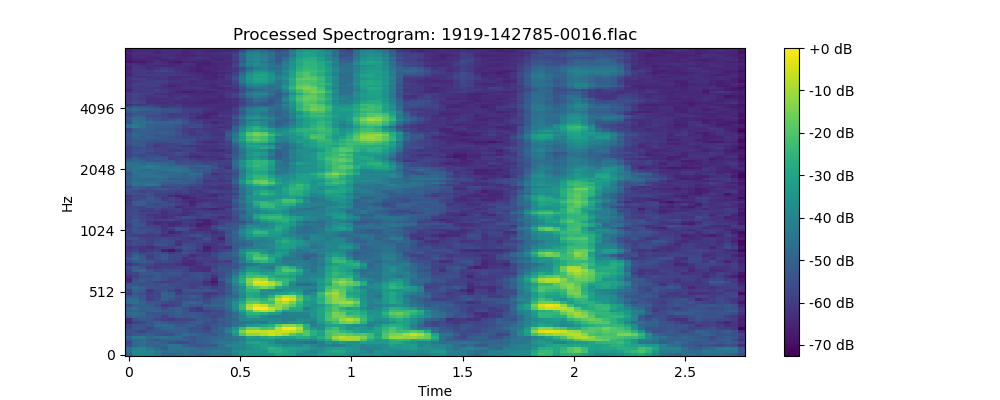 Processed Spectrogram: 1919-142785-0016.flac
+0 dB
-10 dB
-20 dB
-30 dB
-40 dB
-50 dB
-60 dB
-70 dB
4096
2048
1024
512
0
Hz
0 0.5 1 1.5 2 2.5
Time